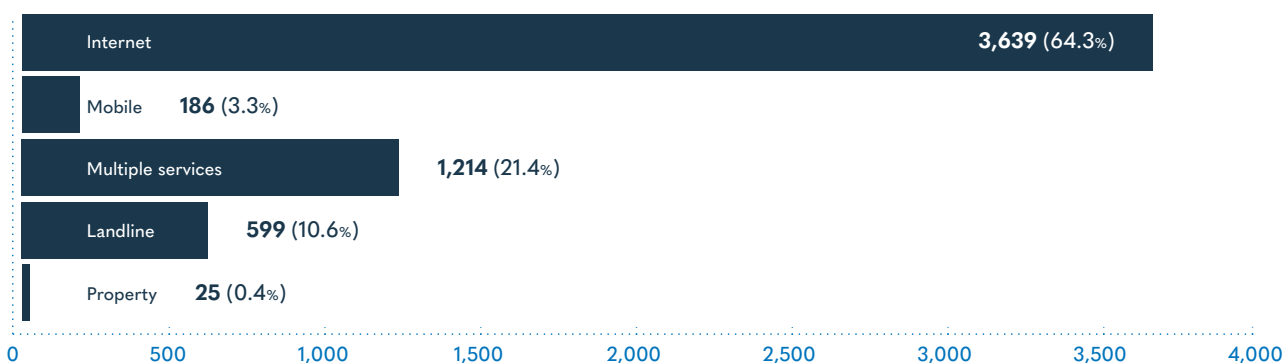 Internet 3,639 (64.3%)
Mobile 186 (3.3%)
Multiple services 1,214 (21.4%)
Landline 599 (10.6%)
Property 25 (0.4%)
0 500 1,000 1,500 2,000 2,500 3,000 3,500 4,000